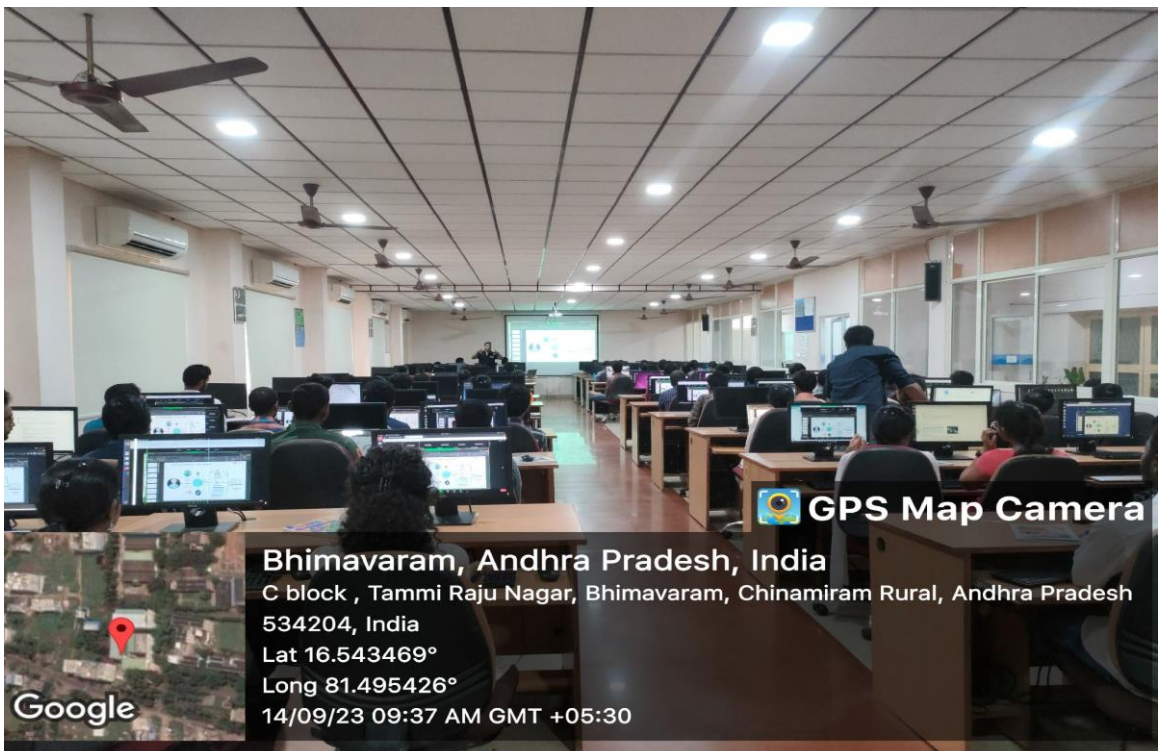 GPS Map Camera
Bhimavaram, Andhra Pradesh, India
C block , Tammi Raju Nagar, Bhimavaram, Chinamiram Rural, Andhra Pradesh
534204, India
Lat 16.543469°
Long 81.495426°
14/09/23 09:37 AM GMT +05:30
Google